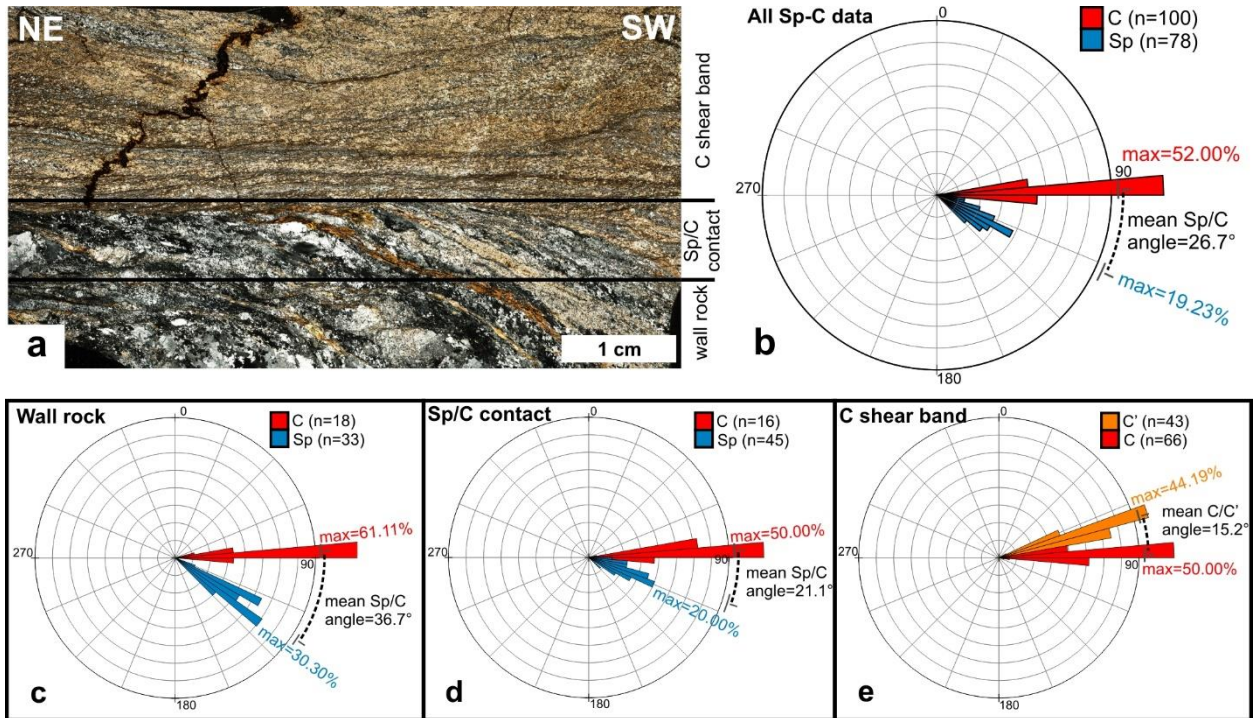 NE
SW
C shear band
Sp/C
contact
wall rock
a
1 cm
All Sp-C data
C (n=100)
Sp (n=78)
0
max=52.00%
90
270
mean Sp/C
angle=26.7°
max=19.23%
b
180
Wall rock
C (n=18)
Sp (n=33)
0
max=61.11%
270
90
mean Sp/C
angle=36.7°
max=30.30%
c
180
Sp/C contact
C (n=16)
Sp (n=45)
0
max=50.00%
270
90
mean Sp/C
angle=21.1°
max=20.00%
d
180
C shear band
C' (n=43)
C (n=66)
0
max=44.19%
mean C/C'
angle=15.2°
270
90
max=50.00%
e
180